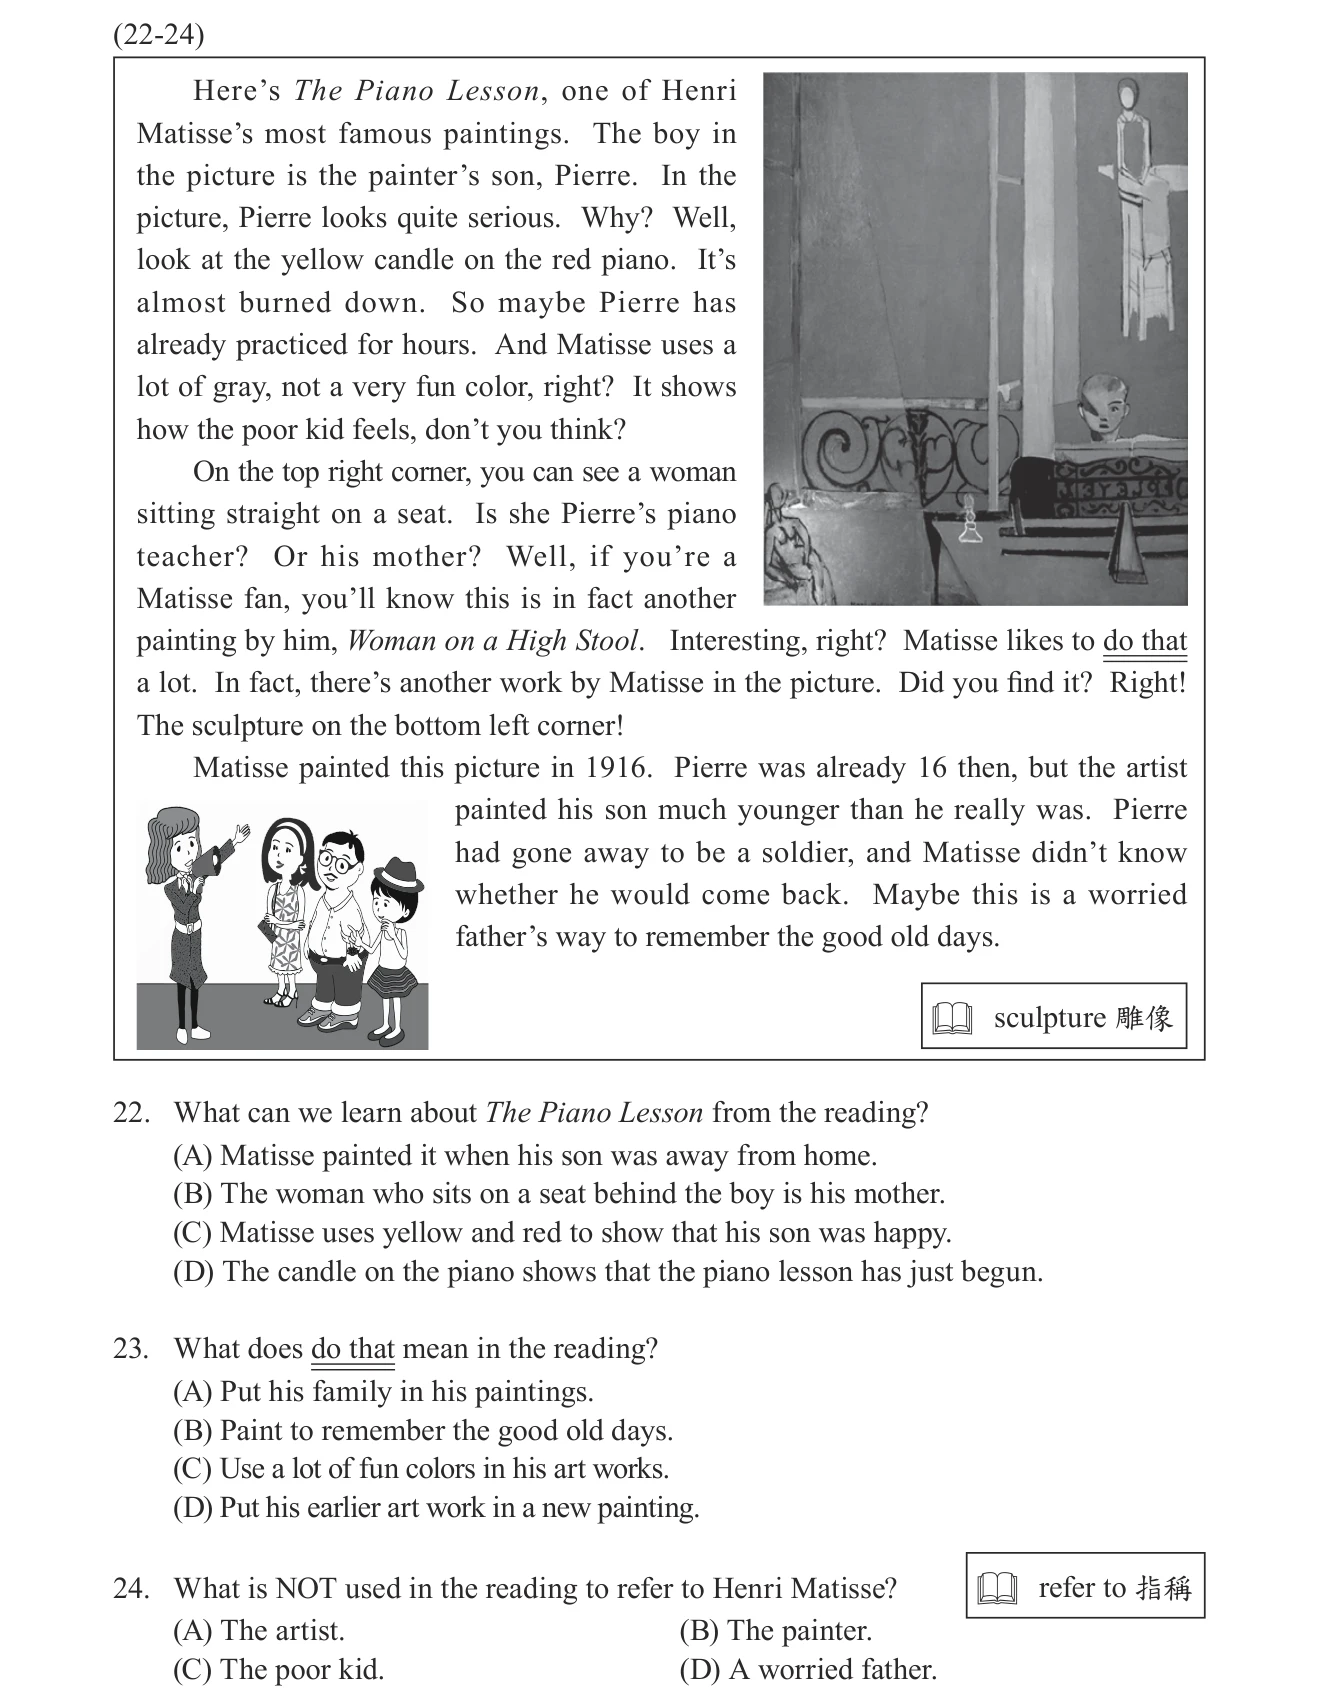 (22-24)
Here’s The Piano Lesson, one of Henri
Matisse’s most famous paintings. The boy in
the picture is the painter’s son, Pierre. In the
picture, Pierre looks quite serious. Why? Well,
look at the yellow candle on the red piano. It’s
almost burned down. So maybe Pierre has
already practiced for hours. And Matisse uses a
lot of gray, not a very fun color, right? It shows
how the poor kid feels, don’t you think?
On the top right corner, you can see a woman
sitting straight on a seat. Is she Pierre’s piano
teacher? Or his mother? Well, if you’re a
Matisse fan, you’ll know this is in fact another
painting by him, Woman on a High Stool. Interesting, right? Matisse likes to do that
a lot. In fact, there’s another work by Matisse in the picture. Did you find it? Right!
The sculpture on the bottom left corner!
Matisse painted this picture in 1916. Pierre was already 16 then, but the artist
painted his son much younger than he really was. Pierre
had gone away to be a soldier, and Matisse didn’t know
whether he would come back. Maybe this is a worried
father’s way to remember the good old days.
sculpture 雕像
22. What can we learn about The Piano Lesson from the reading?
(A) Matisse painted it when his son was away from home.
(B) The woman who sits on a seat behind the boy is his mother.
(C) Matisse uses yellow and red to show that his son was happy.
(D) The candle on the piano shows that the piano lesson has just begun.
23. What does do that mean in the reading?
(A) Put his family in his paintings.
(B) Paint to remember the good old days.
(C) Use a lot of fun colors in his art works.
(D) Put his earlier art work in a new painting.
24. What is NOT used in the reading to refer to Henri Matisse?
refer to 指稱
(A) The artist. (B) The painter.
(C) The poor kid. (D) A worried father.